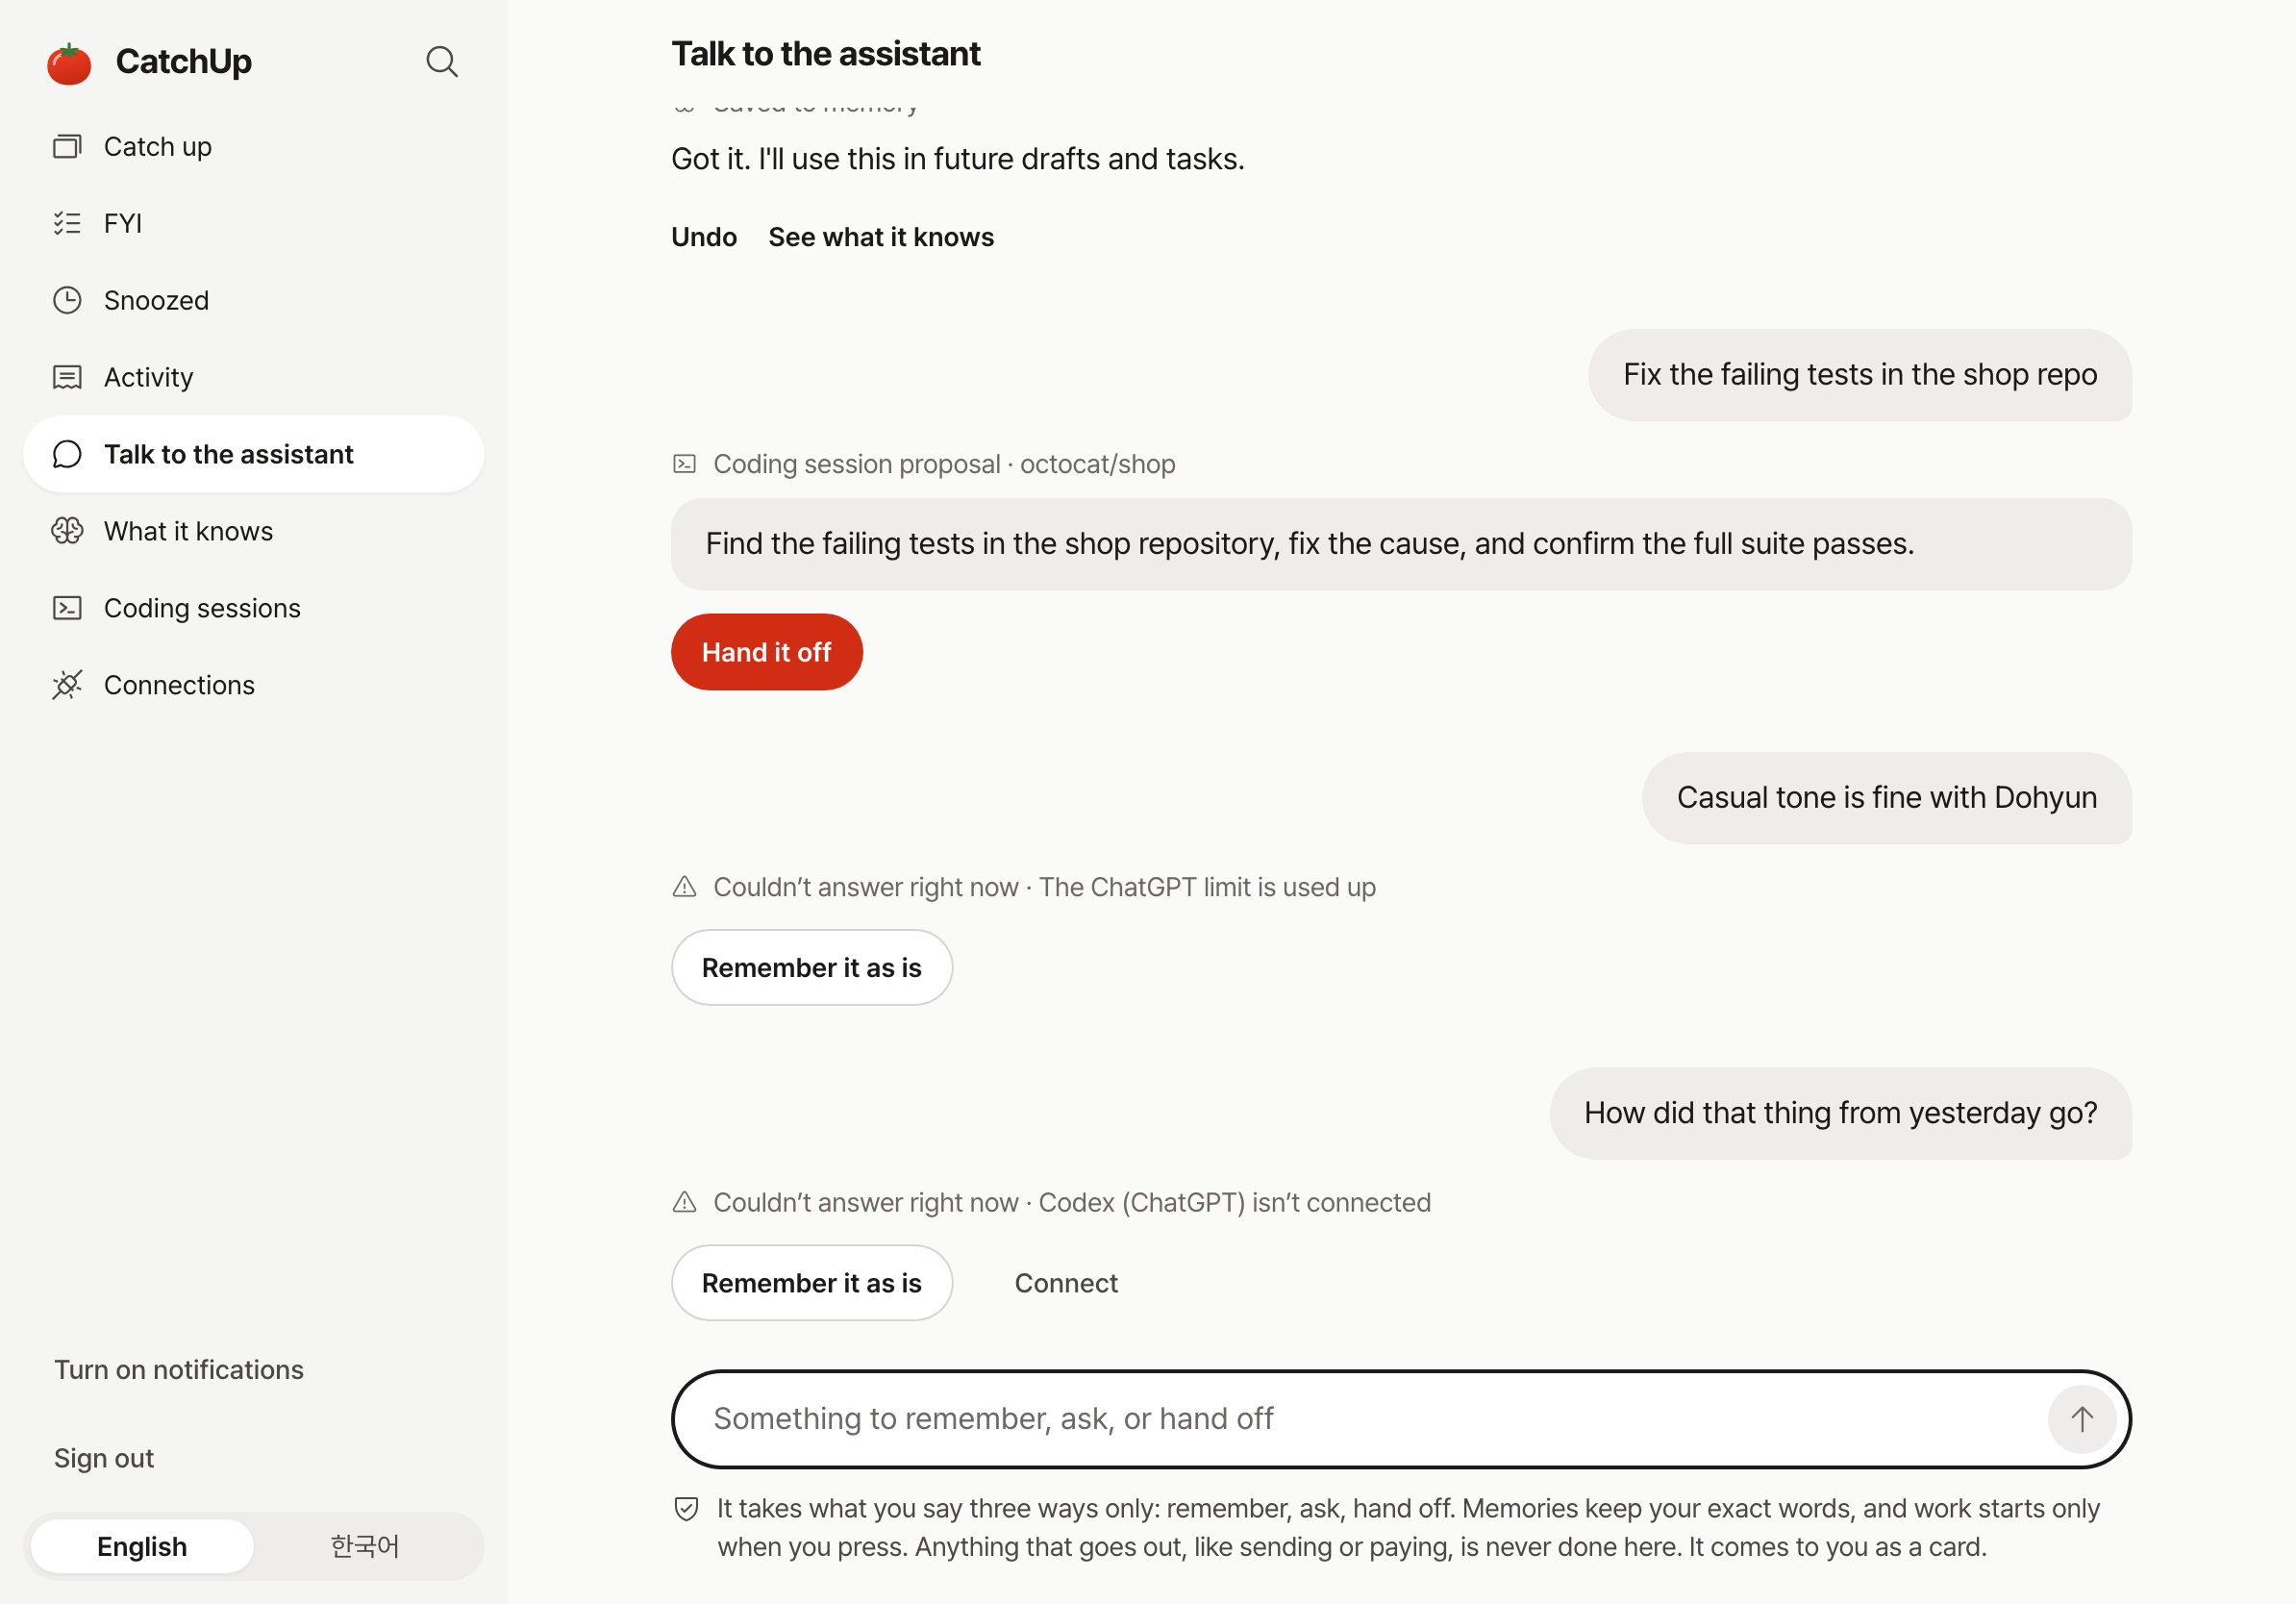 CatchUp
Catch up
FYI
Snoozed
Activity
Talk to the assistant
What it knows
Coding sessions
Connections
Turn on notifications
Sign out
English
한국어
Talk to the assistant
Saved to memory
Got it. I'll use this in future drafts and tasks.
Undo
See what it knows
Fix the failing tests in the shop repo
Coding session proposal · octocat/shop
Find the failing tests in the shop repository, fix the cause, and confirm the full suite passes.
Hand it off
Casual tone is fine with Dohyun
Couldn’t answer right now · The ChatGPT limit is used up
Remember it as is
How did that thing from yesterday go?
Couldn’t answer right now · Codex (ChatGPT) isn’t connected
Remember it as is
Connect
Something to remember, ask, or hand off
It takes what you say three ways only: remember, ask, hand off. Memories keep your exact words, and work starts only
when you press. Anything that goes out, like sending or paying, is never done here. It comes to you as a card.